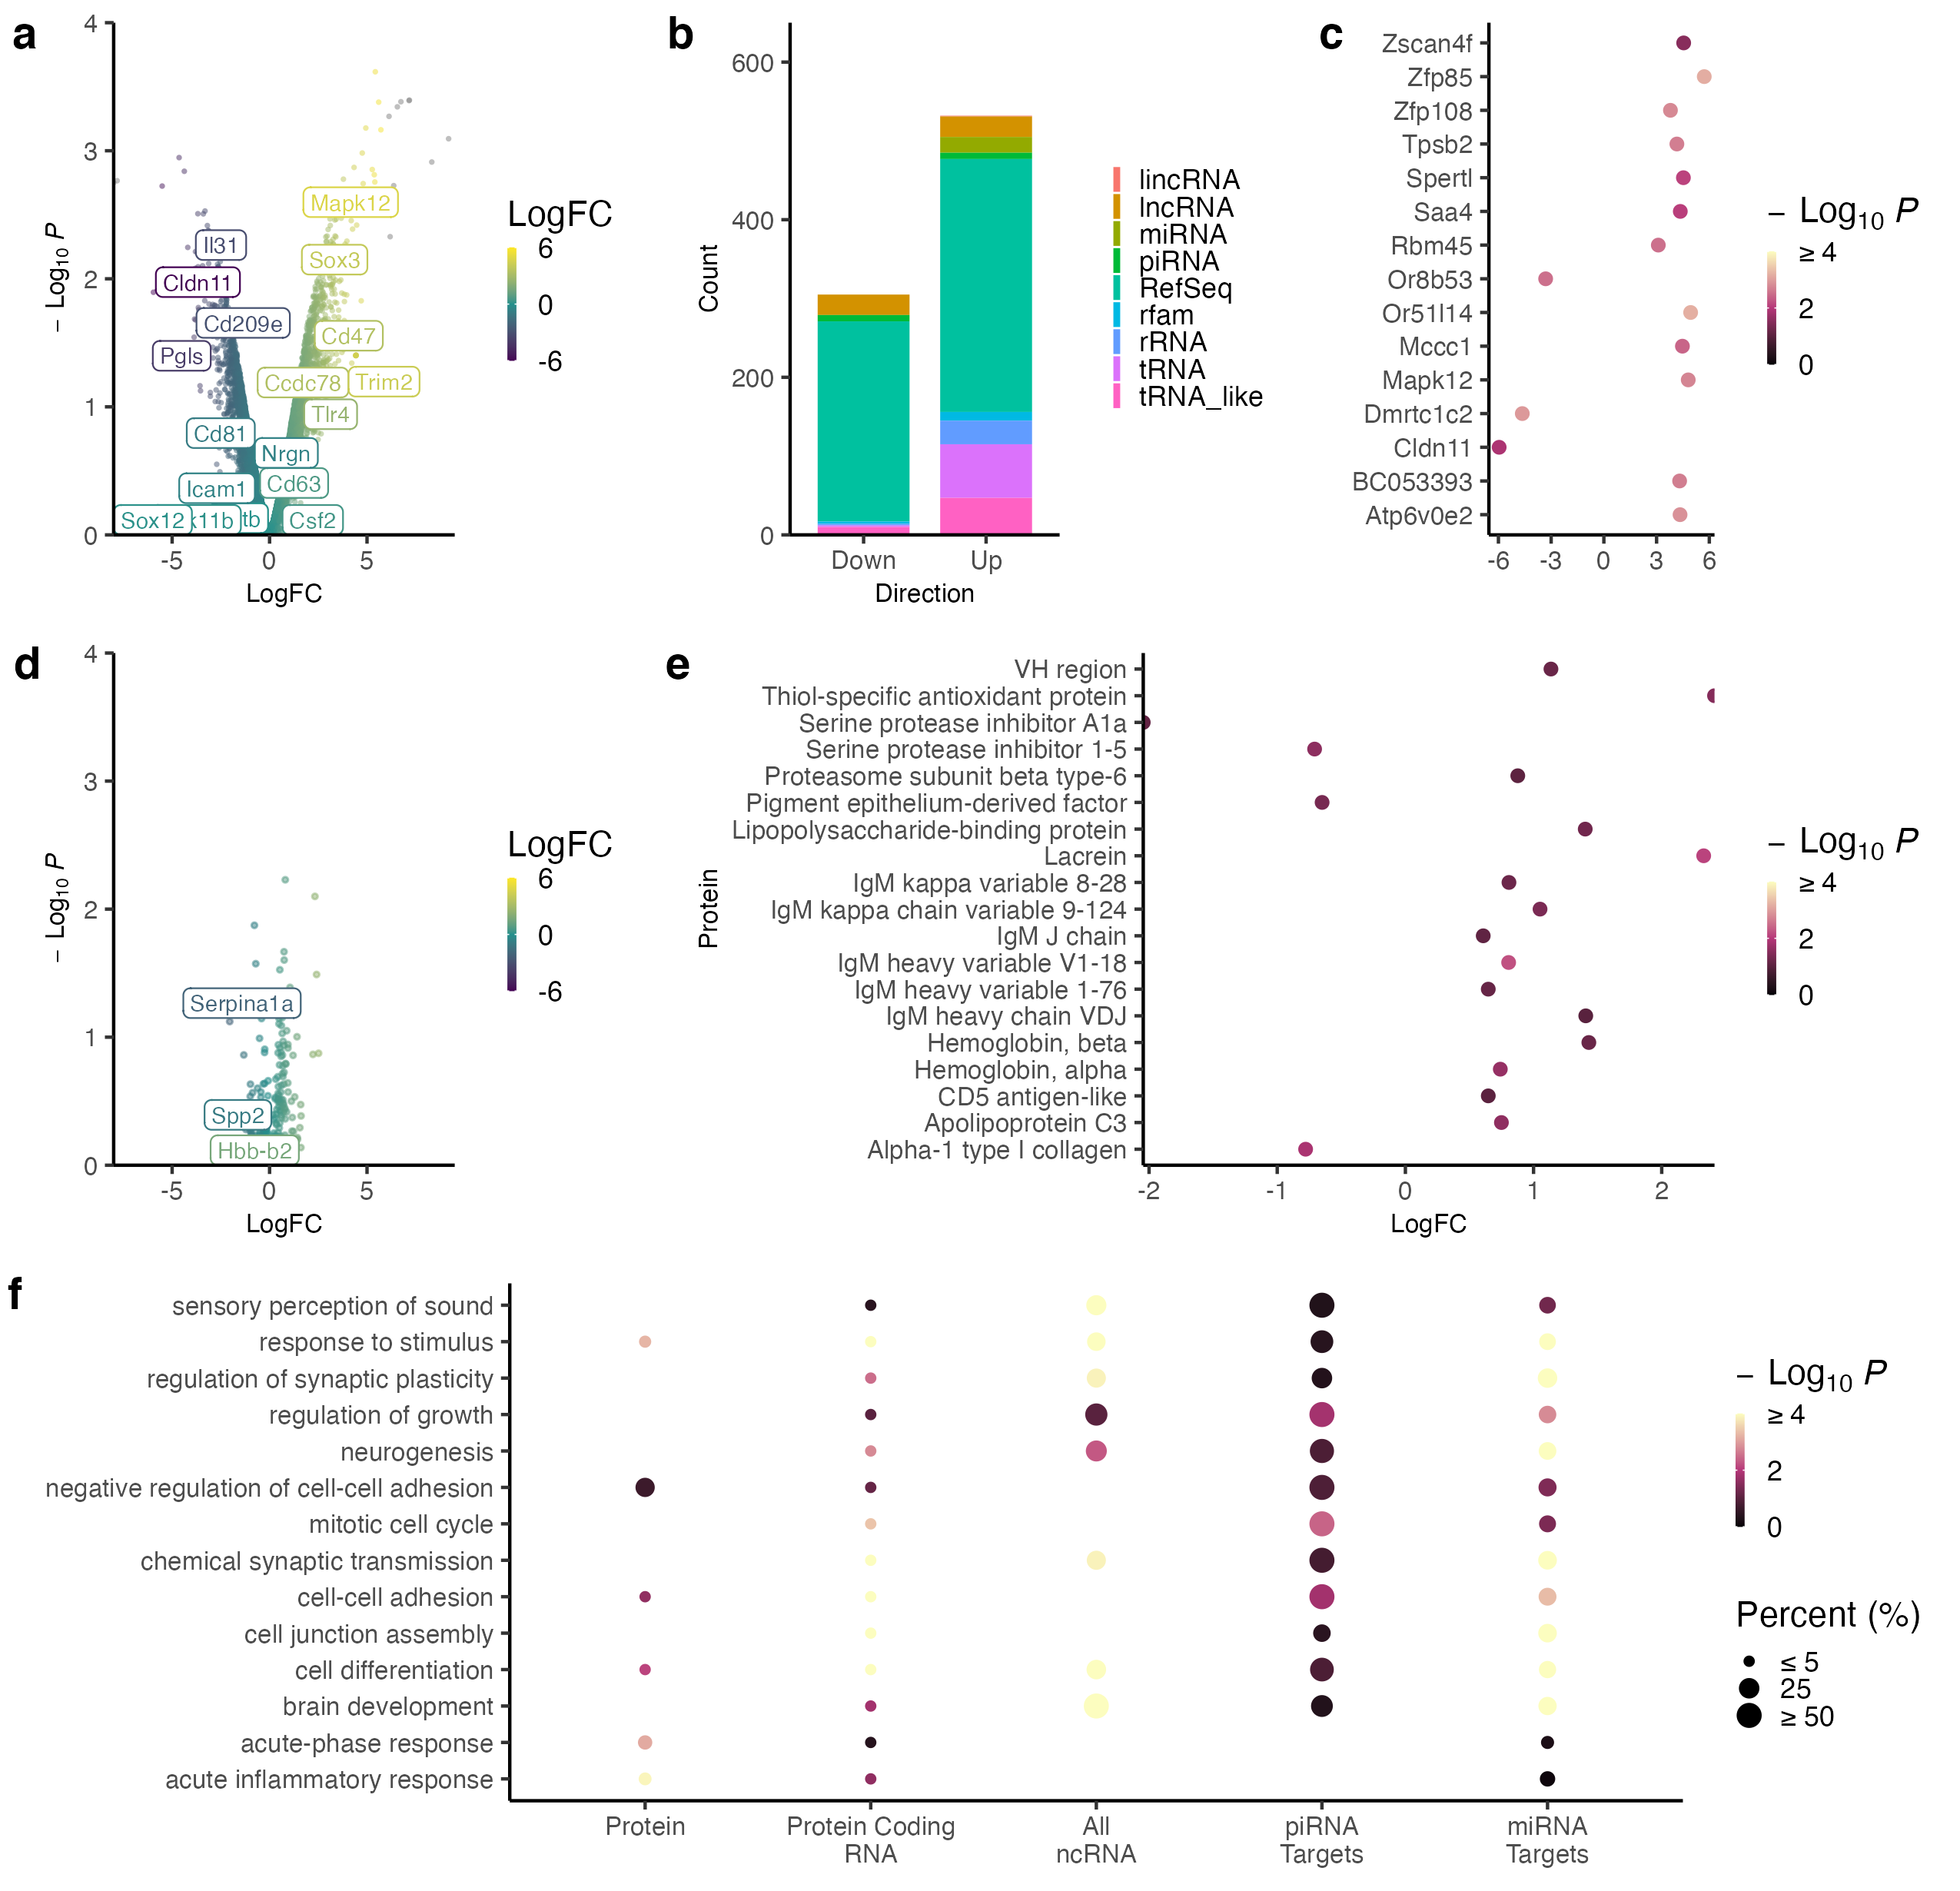 a
4
3
2
1
0
− Log10 P
Mapk12
Il31
Sox3
Cldn11
Cd209e
Cd47
Pgls
Ccdc78
Trim2
Tlr4
Cd81
Nrgn
Icam1
Cd63
Sox12
k11b
tb
Csf2
-5
0
5
LogFC
LogFC
6
0
-6
b
600
400
200
0
Count
Down
Up
Direction
lincRNA
lncRNA
miRNA
piRNA
RefSeq
rfam
rRNA
tRNA
tRNA_like
c
Zscan4f
Zfp85
Zfp108
Tpsb2
Spertl
Saa4
Rbm45
Or8b53
Or51l14
Mccc1
Mapk12
Dmrtc1c2
Cldn11
BC053393
Atp6v0e2
-6
-3
0
3
6
− Log10 P
≥ 4
2
0
d
4
3
2
1
0
− Log10 P
Serpina1a
Spp2
Hbb-b2
-5
0
5
LogFC
LogFC
6
0
-6
e
Protein
VH region
Thiol-specific antioxidant protein
Serine protease inhibitor A1a
Serine protease inhibitor 1-5
Proteasome subunit beta type-6
Pigment epithelium-derived factor
Lipopolysaccharide-binding protein
Lacrein
IgM kappa variable 8-28
IgM kappa chain variable 9-124
IgM J chain
IgM heavy variable V1-18
IgM heavy variable 1-76
IgM heavy chain VDJ
Hemoglobin, beta
Hemoglobin, alpha
CD5 antigen-like
Apolipoprotein C3
Alpha-1 type I collagen
-2
-1
0
1
2
LogFC
− Log10 P
≥ 4
2
0
f
sensory perception of sound
response to stimulus
regulation of synaptic plasticity
regulation of growth
neurogenesis
negative regulation of cell-cell adhesion
mitotic cell cycle
chemical synaptic transmission
cell-cell adhesion
cell junction assembly
cell differentiation
brain development
acute-phase response
acute inflammatory response
Protein
Protein Coding
RNA
All
ncRNA
piRNA
Targets
miRNA
Targets
− Log10 P
≥ 4
2
0
Percent (%)
≤ 5
25
≥ 50